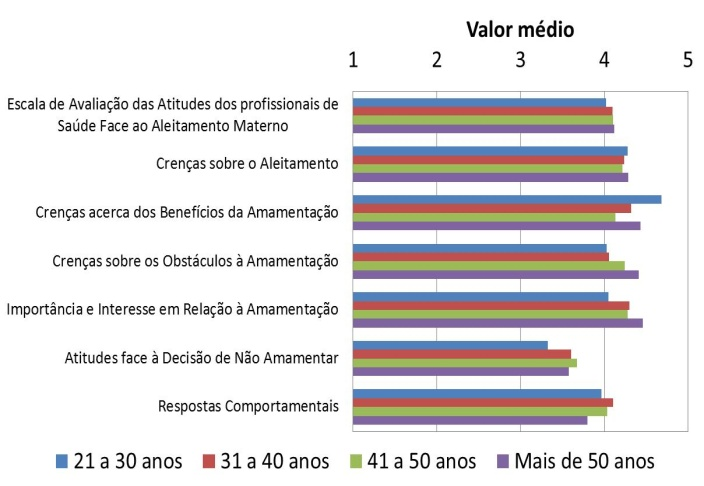 Valor médio
1 2 3 4 5
Escala de Avaliação das Atitudes dos profissionais de
Saúde Face ao Aleitamento Materno
Crenças sobre o Aleitamento
Crenças acerca dos Benefícios da Amamentação
Crenças sobre os Obstáculos à Amamentação
Importância e Interesse em Relação à Amamentação
Atitudes face à Decisão de Não Amamentar
Respostas Comportamentais
21 a 30 anos 31 a 40 anos 41 a 50 anos Mais de 50 anos